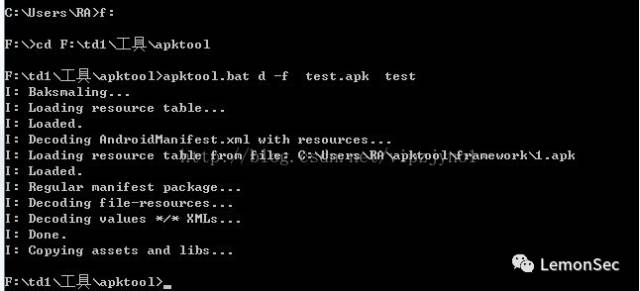 C:\Users\RA>f:
F:\>cd F:\td1\工具\apktool
F:\td1\工具\apktool>apktool.bat d -f  test.apk  test
I: Baksmaling...
I: Loading resource table...
I: Loaded.
I: Decoding AndroidManifest.xml with resources...
I: Loading resource table from file: C:\Users\RA\apktool\framework\1.apk
I: Loaded.
I: Regular manifest package...
I: Decoding file-resources...
I: Decoding values */* XMLs...
I: Done.
I: Copying assets and libs...
LemonSec
F:\td1\工具\apktool>_